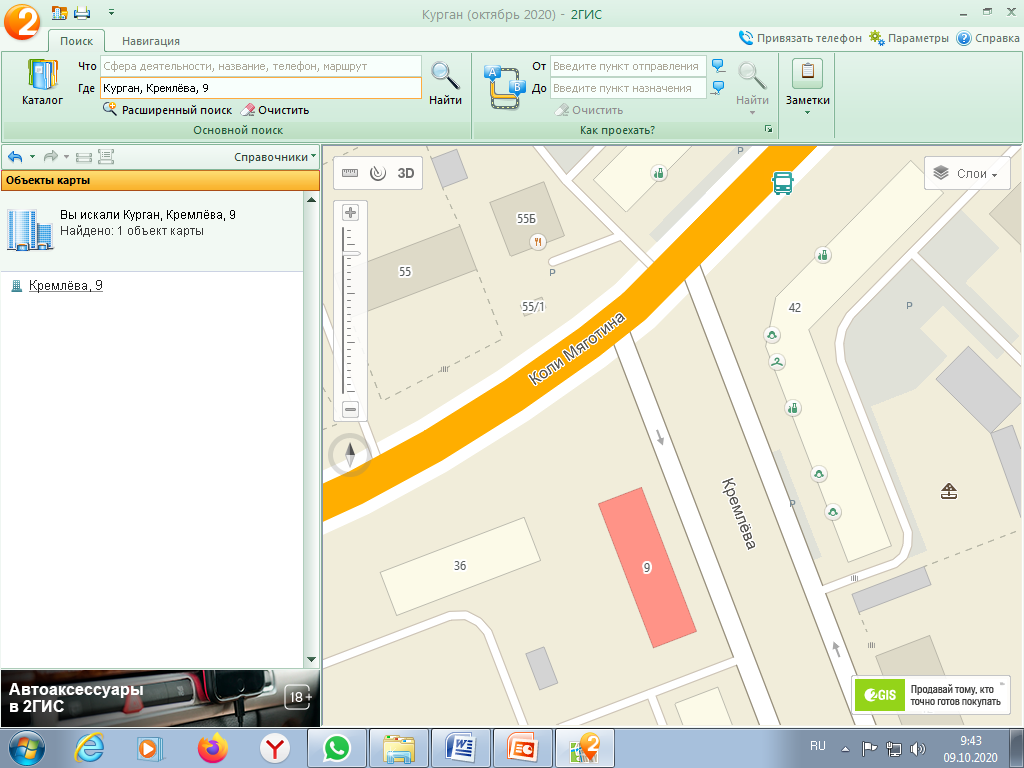 Курган (октябрь 2020) - 2ГИС
Поиск
Навигация
Привязать телефон
Параметры
Справка
Каталог
Что
Сфера деятельности, название, телефон, маршрут
Где
Курган, Кремлёва, 9
Расширенный поиск
Очистить
Найти
Основной поиск
От
Введите пункт отправления
До
Введите пункт назначения
Очистить
Найти
Как проехать?
Заметки
Справочники
Объекты карты
Вы искали Курган, Кремлёва, 9
Найдено: 1 объект карты
Кремлёва, 9
Автоаксессуары
в 2ГИС
18+
3D
Слои
P
55Б
55
P
55/1
42
P
Коли Мяготина
Кремлёва
P
36
9
2GIS
Продавай тому, кто
точно готов покупать
RU
9:43
09.10.2020